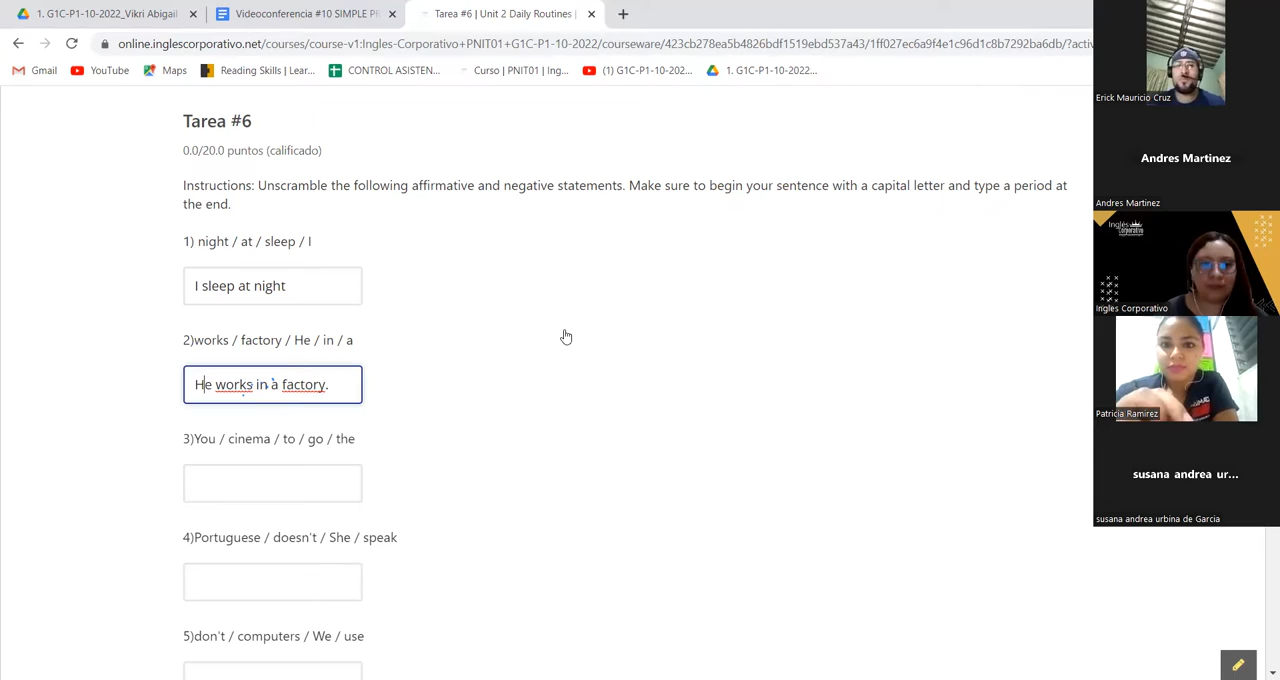 1. G1C-P1-10-2022_Vikri Abigail
Videoconferencia #10 SIMPLE PR
Tarea #6 | Unit 2 Daily Routines |
online.inglescorporativo.net/courses/course-v1:Ingles-Corporativo+PNIT01+G1C-P1-10-2022/courseware/423cb278ea5b4826bdf1519ebd537a43/1ff027ec6a9f4e1c96d1c8b7292ba6db/?activ
Gmail
YouTube
Maps
Reading Skills | Lear...
CONTROL ASISTEN...
Curso | PNIT01 | Ing...
(1) G1C-P1-10-202...
1. G1C-P1-10-2022...
Tarea #6
0.0/20.0 puntos (calificado)
Instructions: Unscramble the following affirmative and negative statements. Make sure to begin your sentence with a capital letter and type a period at
the end.
1) night / at / sleep / I
I sleep at night
2)works / factory / He / in / a
He works in a factory.
3)You / cinema / to / go / the
4)Portuguese / doesn't / She / speak
5)don't / computers / We / use
Erick Mauricio Cruz
Andres Martinez
Andres Martinez
Inglés
Corporativo
Ingles Corporativo
Patricia Ramirez
susana andrea ur...
susana andrea urbina de Garcia